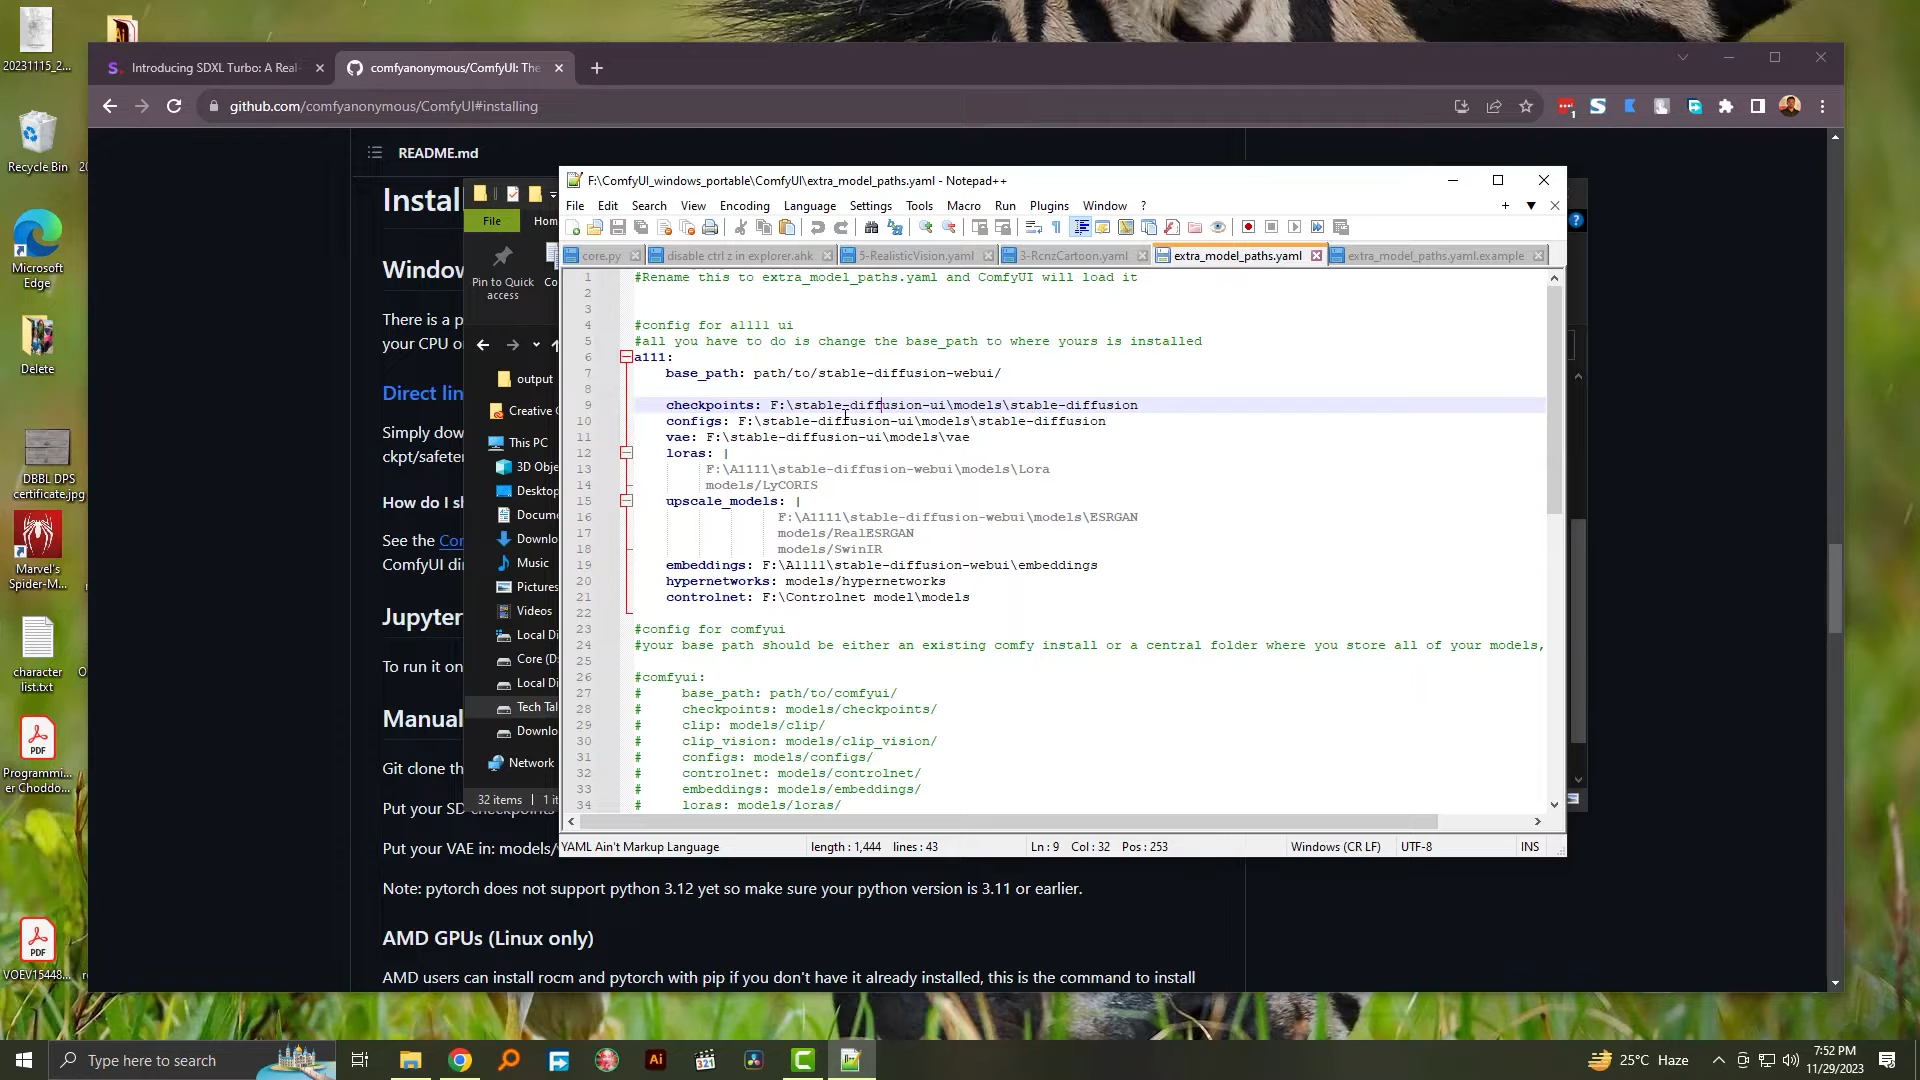 20231115_2...
Recycle Bin
Microsoft
Edge
Delete
DBBL DPS
certificate.jpg
Marvel's
Spider-M...
character
list.txt
Programmi...
er Choddo...
VOEV15448...
Introducing SDXL Turbo: A Real-
comfyanonymous/ComfyUI: The
github.com/comfyanonymous/ComfyUI#installing
README.md
Instal
Window
There is a p
your CPU o
Direct lin
Simply dow
ckpt/safeter
How do I sh
See the Con
ComfyUI dir
Jupyter
To run it on
Manual
Git clone th
Put your SD checkpoints
Put your VAE in: models/
Note: pytorch does not support python 3.12 yet so make sure your python version is 3.11 or earlier.
AMD GPUs (Linux only)
AMD users can install rocm and pytorch with pip if you don't have it already installed, this is the command to install
File
Hom
Pin to Quick
access
Co
output
Creative C
This PC
3D Obje
Desktop
Docume
Downlo
Music
Pictures
Videos
Local Di
Core (D:
Local Di
Tech Tal
Downlo
Network
32 items
1 it
F:\ComfyUI_windows_portable\ComfyUI\extra_model_paths.yaml - Notepad++
File Edit Search View Encoding Language Settings Tools Macro Run Plugins Window ?
core.py disable ctrl z in explorer.ahk 5-RealisticVision.yaml 3-RcnzCartoon.yaml extra_model_paths.yaml extra_model_paths.yaml.example
1 #Rename this to extra_model_paths.yaml and ComfyUI will load it
2
3
4 #config for a1111 ui
5 #all you have to do is change the base_path to where yours is installed
6 a111:
7 base_path: path/to/stable-diffusion-webui/
8
9 checkpoints: F:\stable-diffusion-ui\models\stable-diffusion
10 configs: F:\stable-diffusion-ui\models\stable-diffusion
11 vae: F:\stable-diffusion-ui\models\vae
12 loras: |
13 F:\A1111\stable-diffusion-webui\models\Lora
14 models/LyCORIS
15 upscale_models: |
16 F:\A1111\stable-diffusion-webui\models\ESRGAN
17 models/RealESRGAN
18 models/SwinIR
19 embeddings: F:\A1111\stable-diffusion-webui\embeddings
20 hypernetworks: models/hypernetworks
21 controlnet: F:\Controlnet model\models
22
23 #config for comfyui
24 #your base path should be either an existing comfy install or a central folder where you store all of your models,
25
26 #comfyui:
27 # base_path: path/to/comfyui/
28 # checkpoints: models/checkpoints/
29 # clip: models/clip/
30 # clip_vision: models/clip_vision/
31 # configs: models/configs/
32 # controlnet: models/controlnet/
33 # embeddings: models/embeddings/
34 # loras: models/loras/
YAML Ain't Markup Language length : 1,444 lines : 43 Ln : 9 Col : 32 Pos : 253 Windows (CR LF) UTF-8 INS
Type here to search
25°C Haze
7:52 PM
11/29/2023